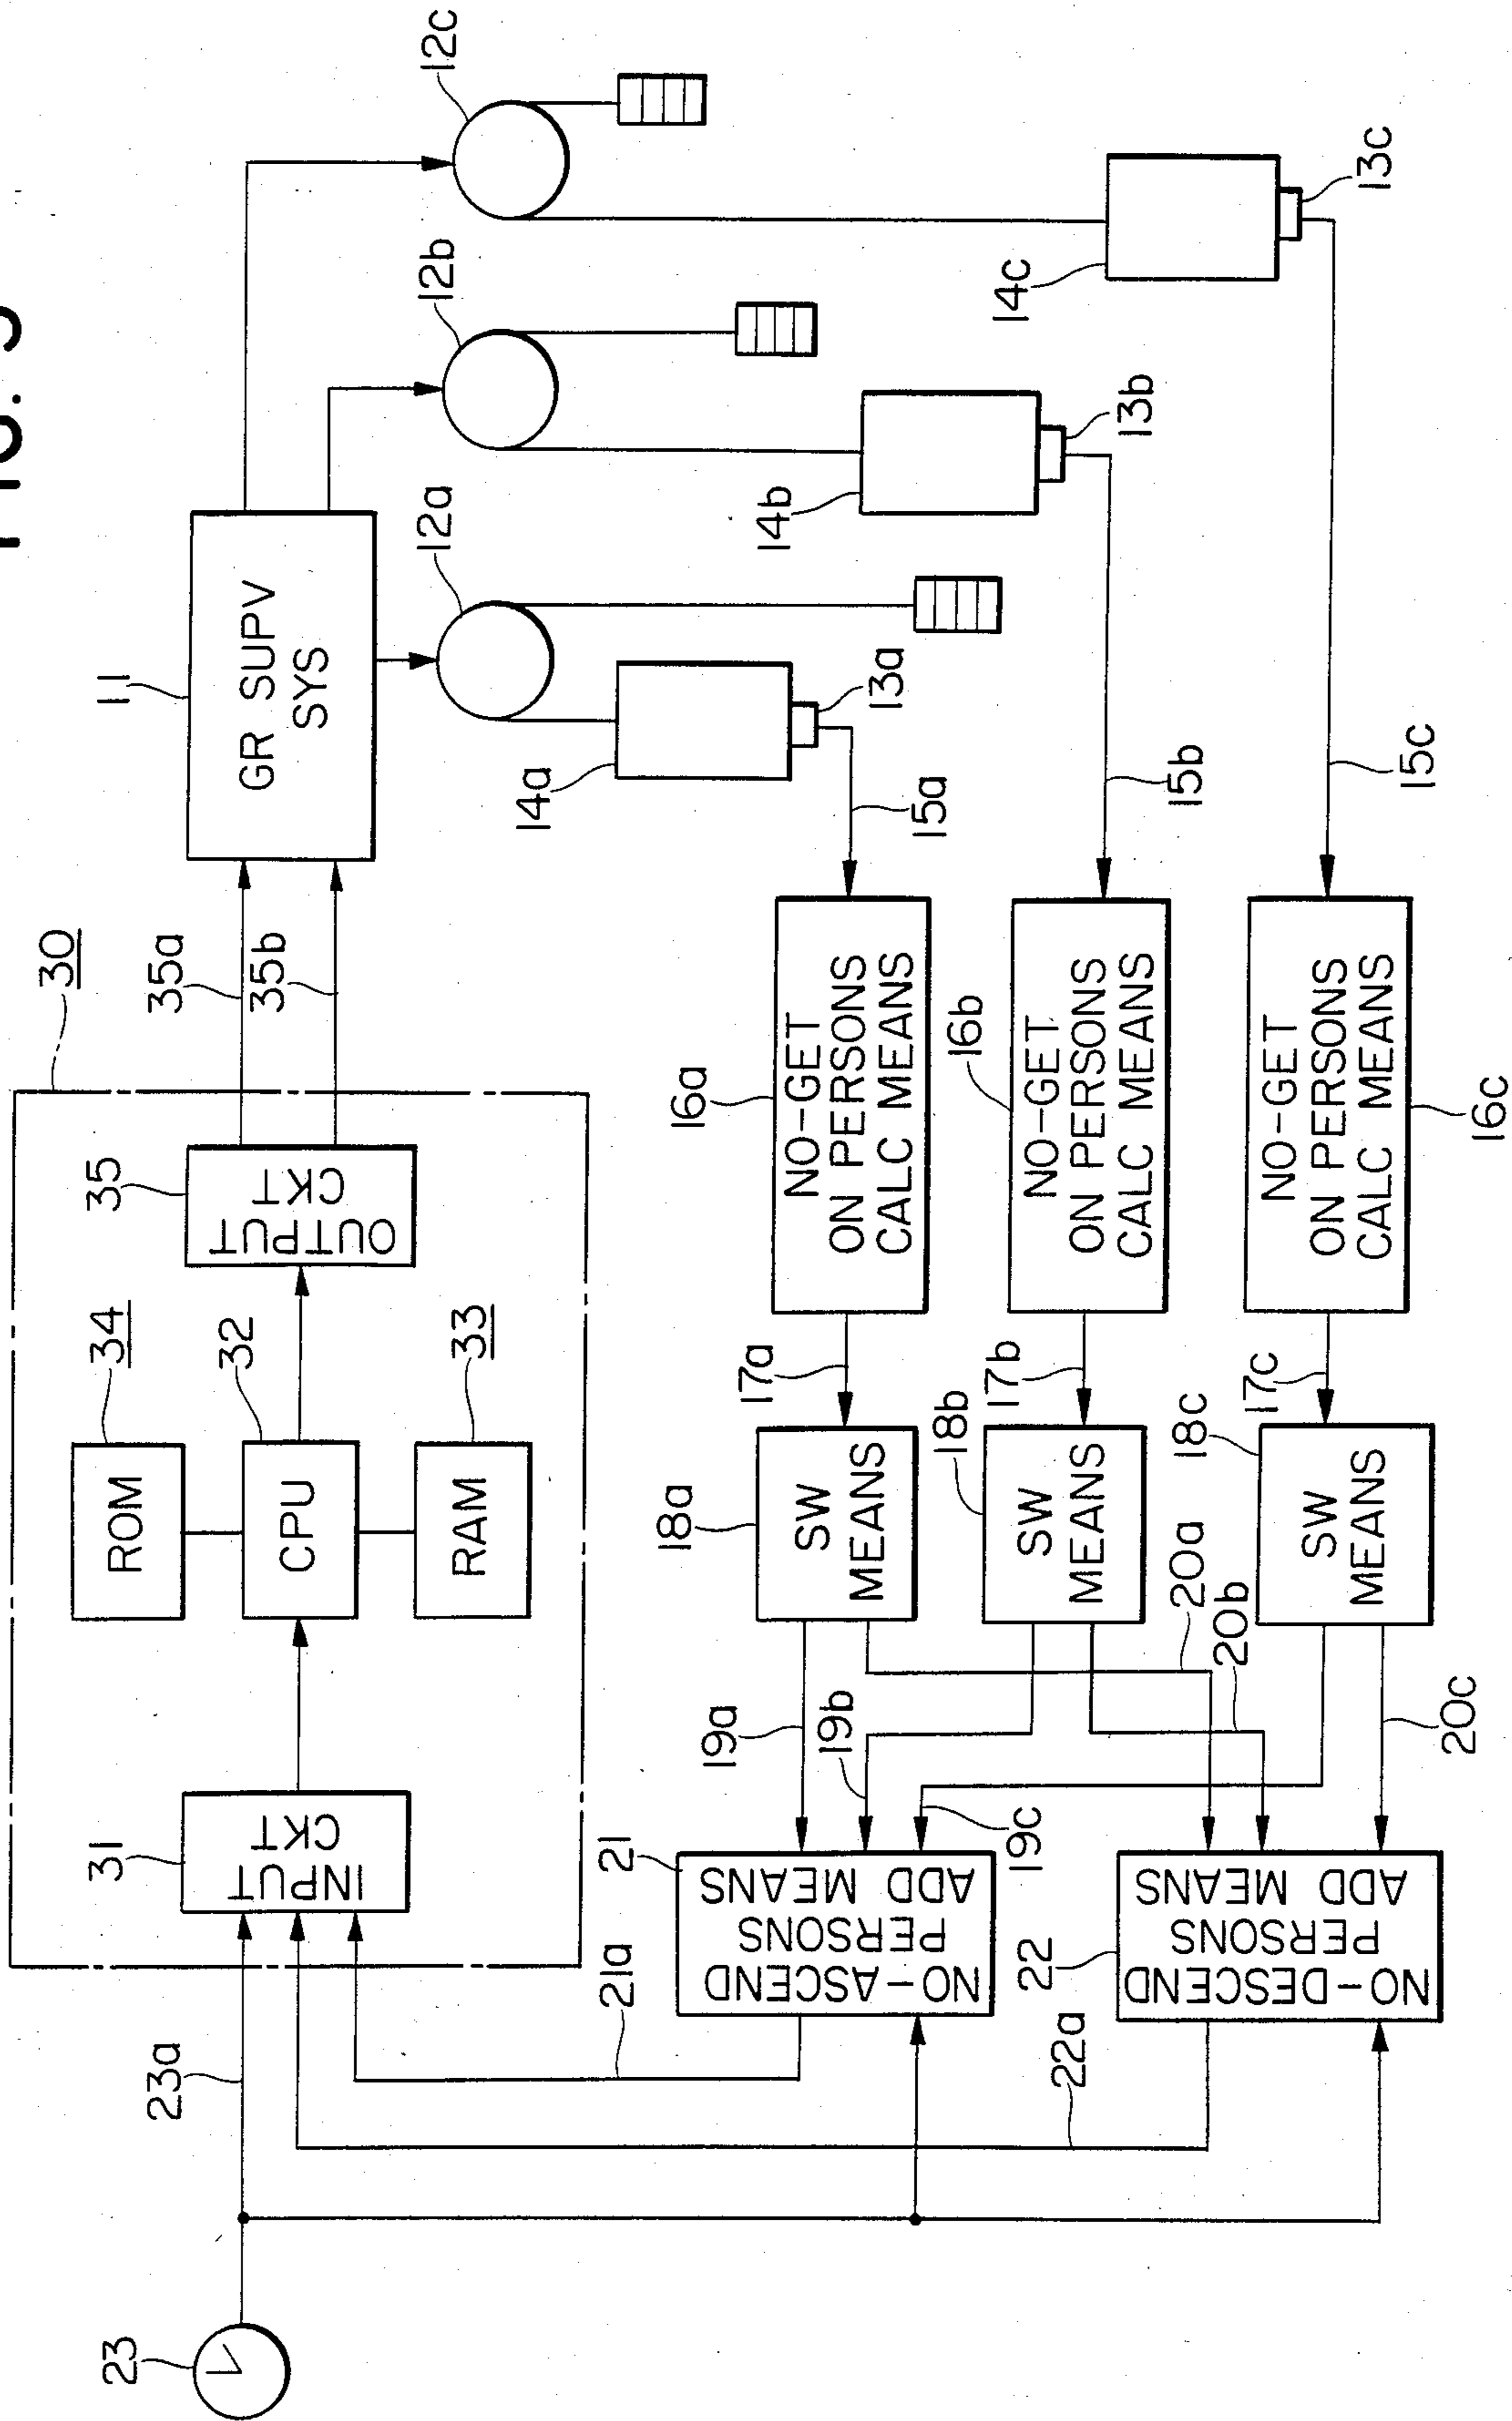 FIG. 3
23
23a
30
31
INPUT
CKT
34
ROM
32
CPU
33
RAM
35
OUTPUT
CKT
35a
35b
11
GR SUPV
SYS
12a
12b
12c
13a
13b
13c
14a
14b
14c
15a
15b
15c
16a
NO-GET
ON PERSONS
CALC MEANS
16b
NO-GET
ON PERSONS
CALC MEANS
16c
NO-GET
ON PERSONS
CALC MEANS
17a
17b
17c
18a
SW
MEANS
18b
SW
MEANS
18c
SW
MEANS
19a
19b
19c
20a
20b
20c
21
NO-ASCEND
PERSONS
ADD MEANS
21a
22
NO-DESCEND
PERSONS
ADD MEANS
22a